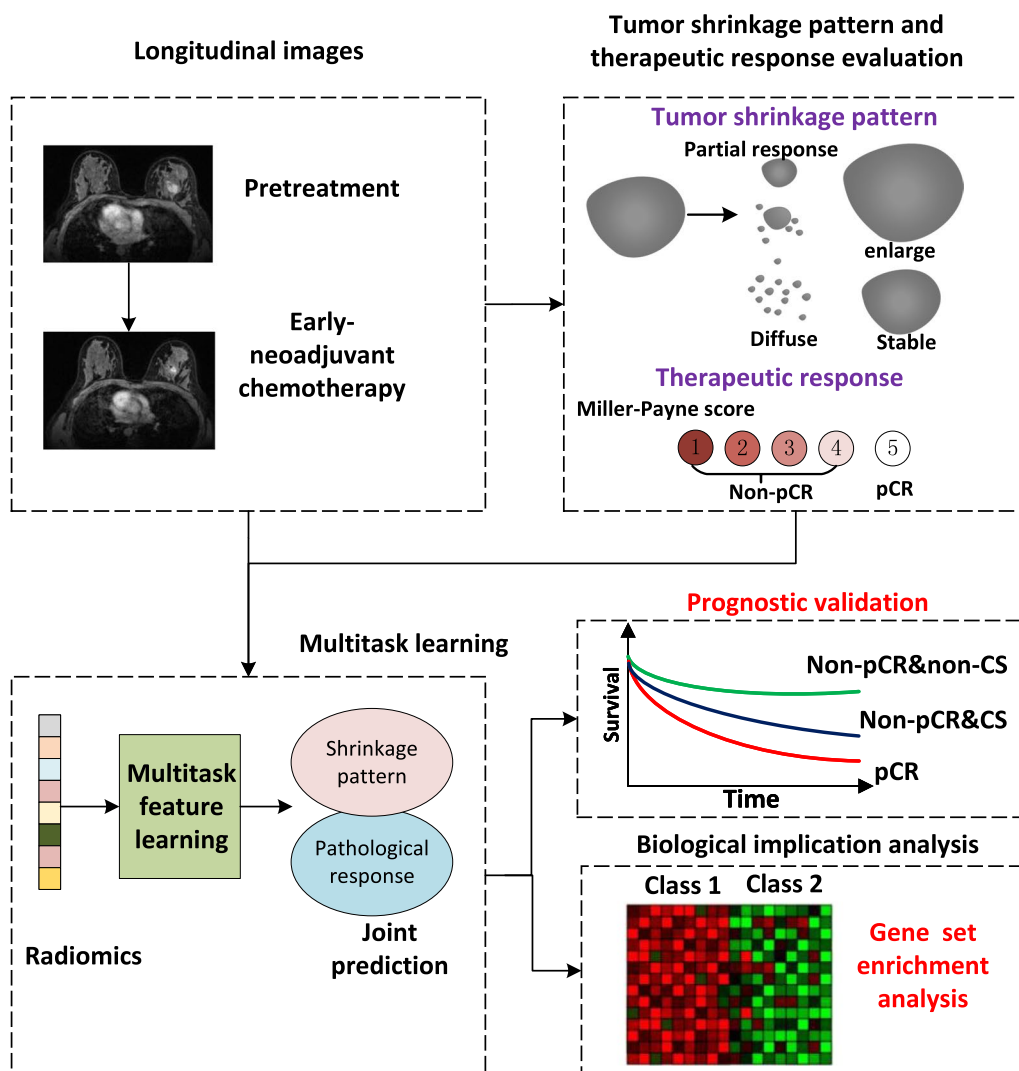 Longitudinal images
Pretreatment
Early-
neoadjuvant
chemotherapy
Tumor shrinkage pattern and
therapeutic response evaluation
Tumor shrinkage pattern
Partial response
enlarge
Diffuse
Stable
Therapeutic response
Miller-Payne score
1 2 3 4 5
Non-pCR pCR
Multitask learning
Multitask
feature
learning
Shrinkage
pattern
Pathological
response
Radiomics
Joint
prediction
Prognostic validation
Survival
Non-pCR&non-CS
Non-pCR&CS
pCR
Time
Biological implication analysis
Class 1 Class 2
Gene set
enrichment
analysis